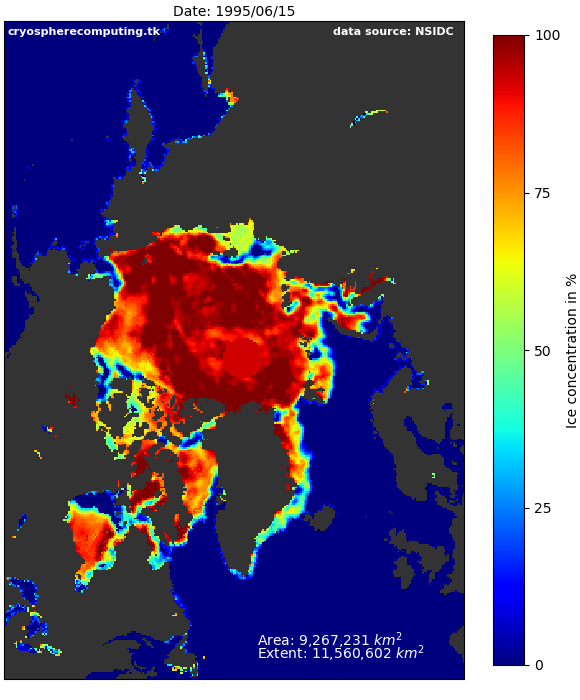 Date: 1995/06/15
cryospherecomputing.tk
data source: NSIDC
100
75
50
25
0
Ice concentration in %
Area: 9,267,231 km²
Extent: 11,560,602 km²